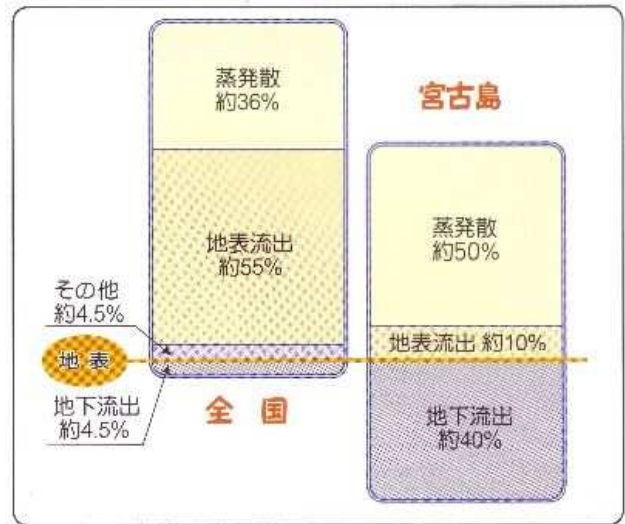 蒸発散
約36%
宮古島
地表流出
約55%
蒸発散
約50%
その他
約4.5%
地表流出 約10%
地表
地下流出
約4.5%
全国
地下流出
約40%